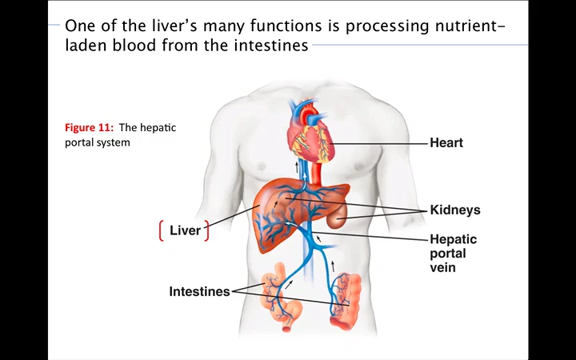 One of the liver's many functions is processing nutrient-
laden blood from the intestines
Figure 11: The hepatic
portal system
Heart
Kidneys
Liver
Hepatic
portal
vein
Intestines